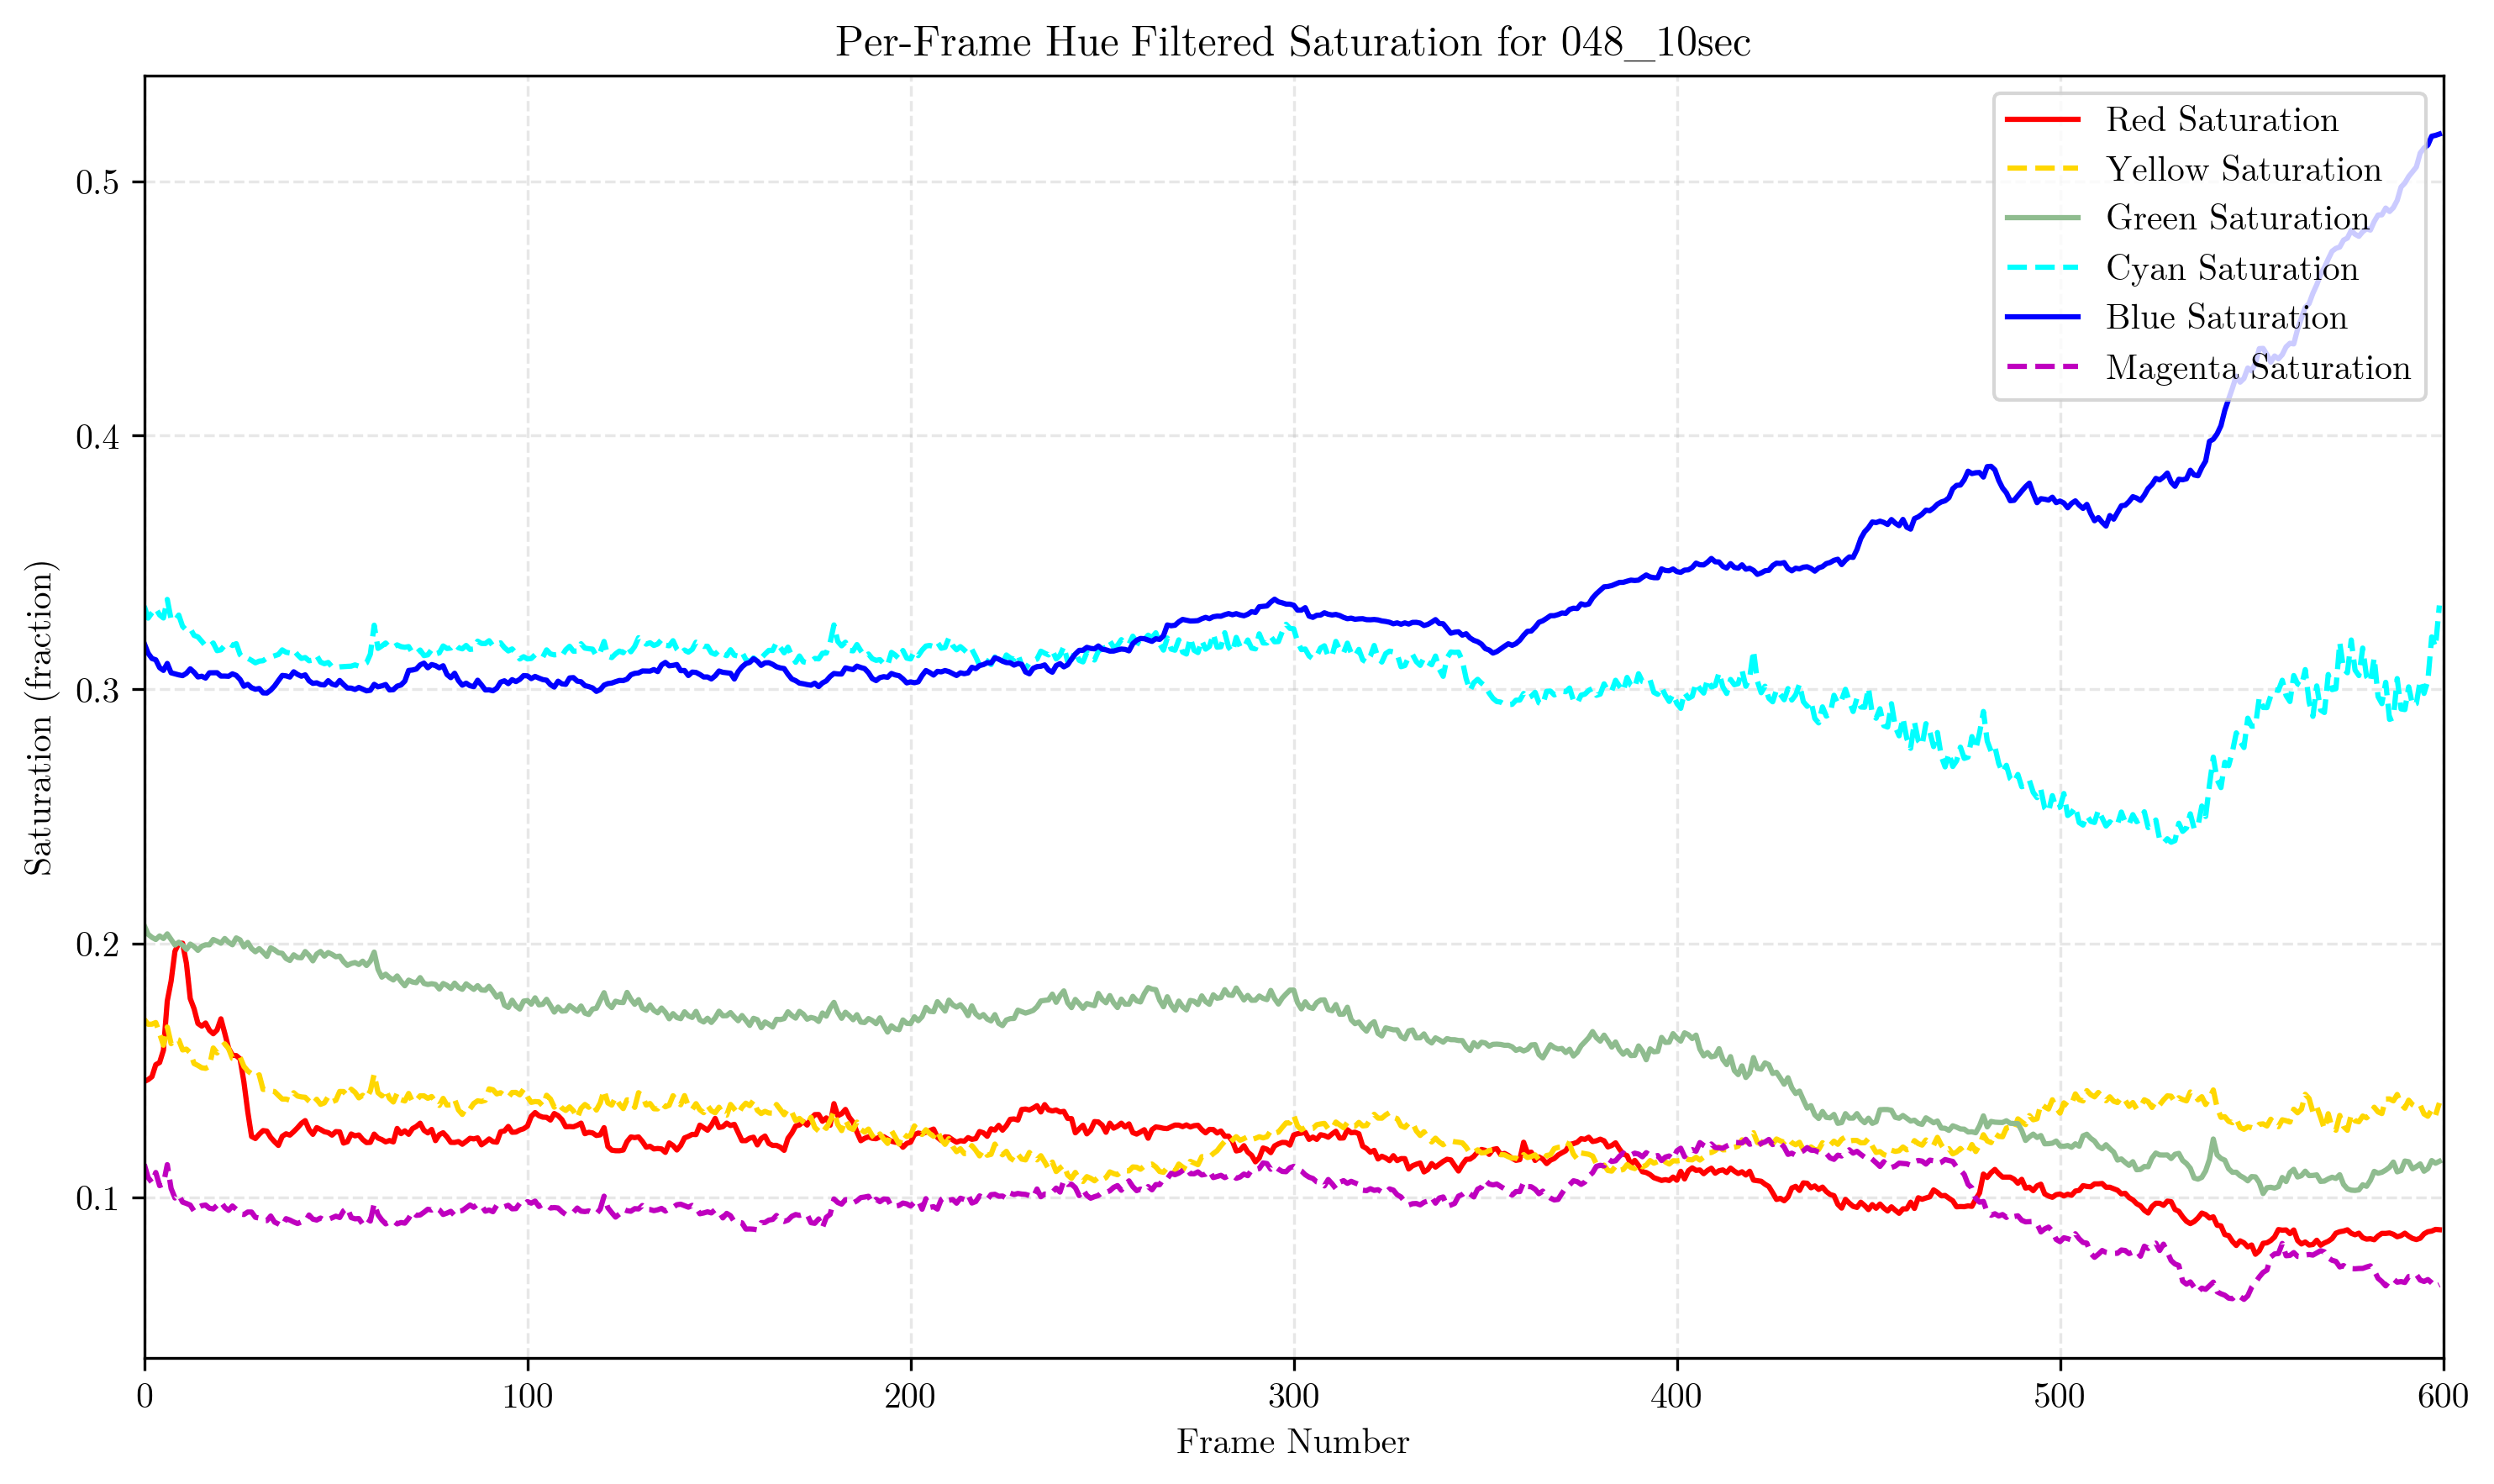 Per-Frame Hue Filtered Saturation for 048_10sec
Red Saturation
Yellow Saturation
Green Saturation
Cyan Saturation
Blue Saturation
Magenta Saturation
Saturation (fraction)
0.5
0.4
0.3
0.2
0.1
0 100 200 300 400 500 600
Frame Number